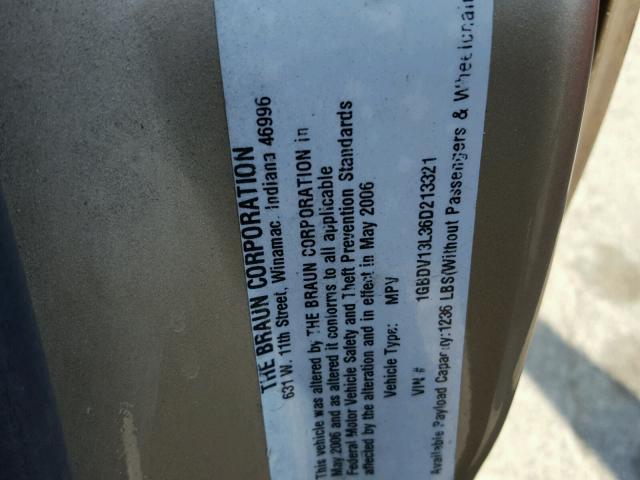 THE BRAUN CORPORATION
631 W. 11th Street, Winamac, Indiana 46996
This vehicle was altered by THE BRAUN CORPORATION in
May 2006 and as altered it conforms to all applicable
Federal Motor Vehicle Safety and Theft Prevention Standards
affected by the alteration and in effect in May 2006
Vehicle Type: MPV
VIN # 1GBDV13L36D213321
Available Payload Capacity:1236 LBS(Without Passengers & Wheelchair